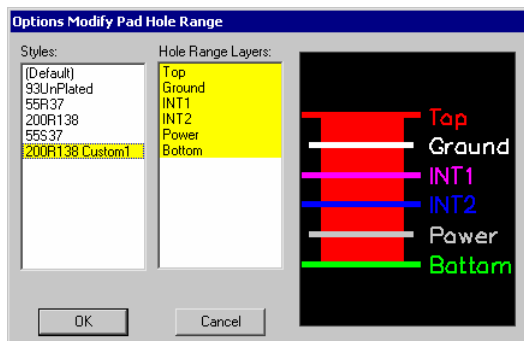 Options Modify Pad Hole Range
Styles:
(Default)
93UnPlated
55R37
200R138
55S37
200R138 Custom1
Hole Range Layers:
Top
Ground
INT1
INT2
Power
Bottom
Top
Ground
INT1
INT2
Power
Bottom
OK
Cancel